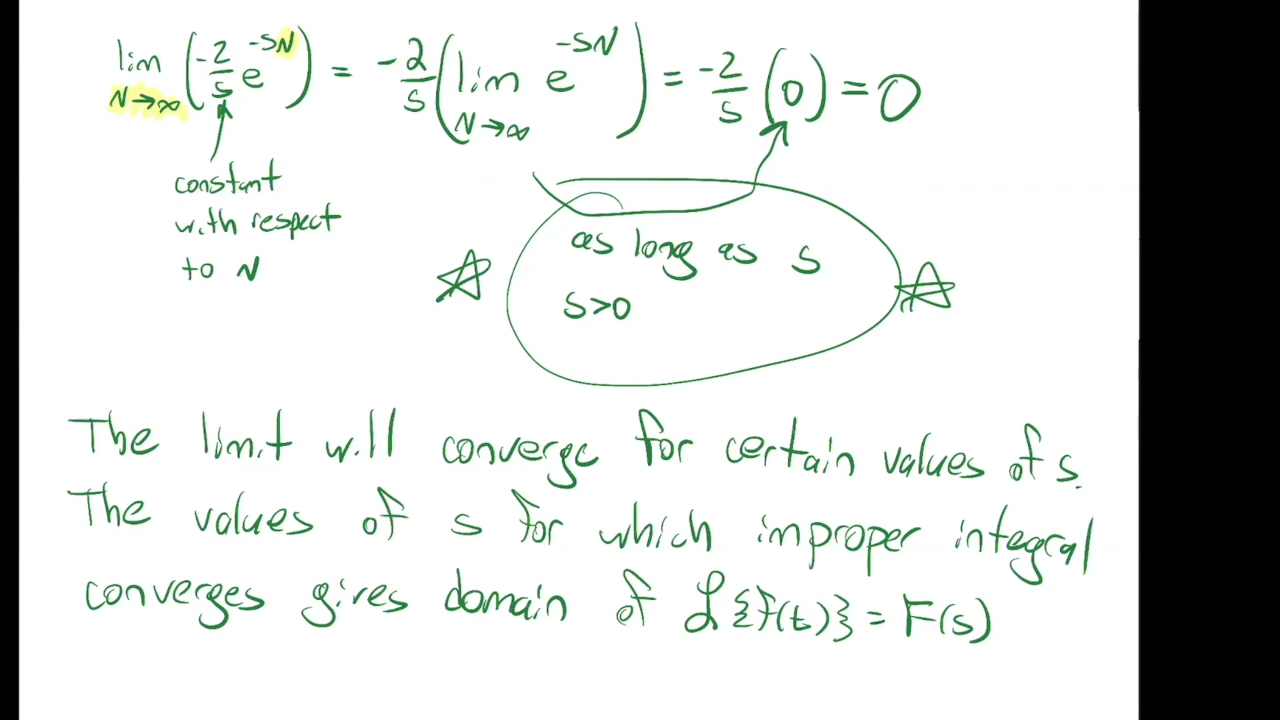 lim N→∞ (-2/s e^-sN) = -2/s (lim N→∞ e^-sN) = -2/s (0) = 0
constant
with respect
to N
as long as s
s>0
The limit will converge for certain values of s.
The values of s for which improper integral
converges gives domain of ℒ{f(t)} = F(s)